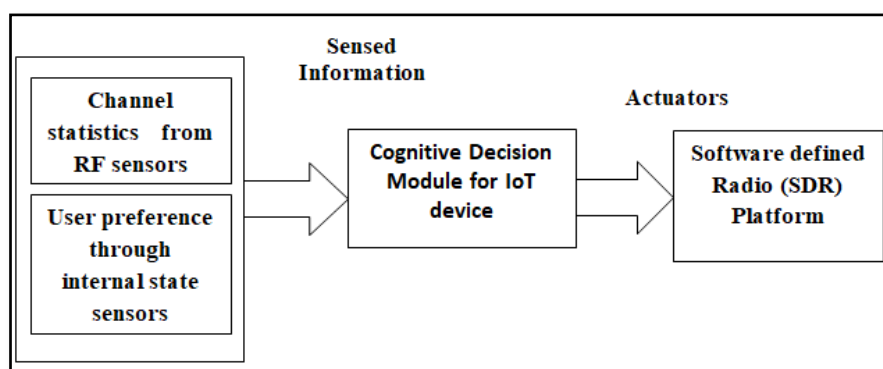 Sensed
Information
Channel
statistics from
RF sensors
User preference
through
internal state
sensors
Cognitive Decision
Module for IoT
device
Actuators
Software defined
Radio (SDR)
Platform